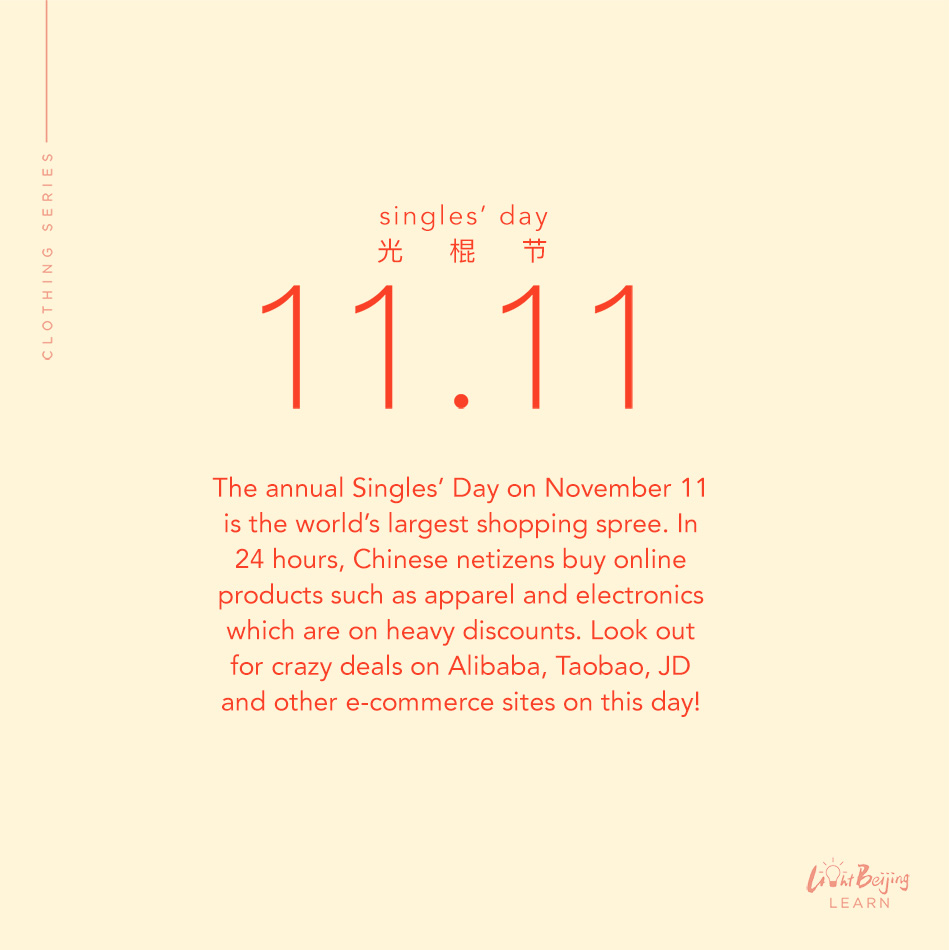 CLOTHING SERIES
singles’ day
光棍节
11.11
The annual Singles’ Day on November 11
is the world’s largest shopping spree. In
24 hours, Chinese netizens buy online
products such as apparel and electronics
which are on heavy discounts. Look out
for crazy deals on Alibaba, Taobao, JD
and other e-commerce sites on this day!
Light Beijing
LEARN